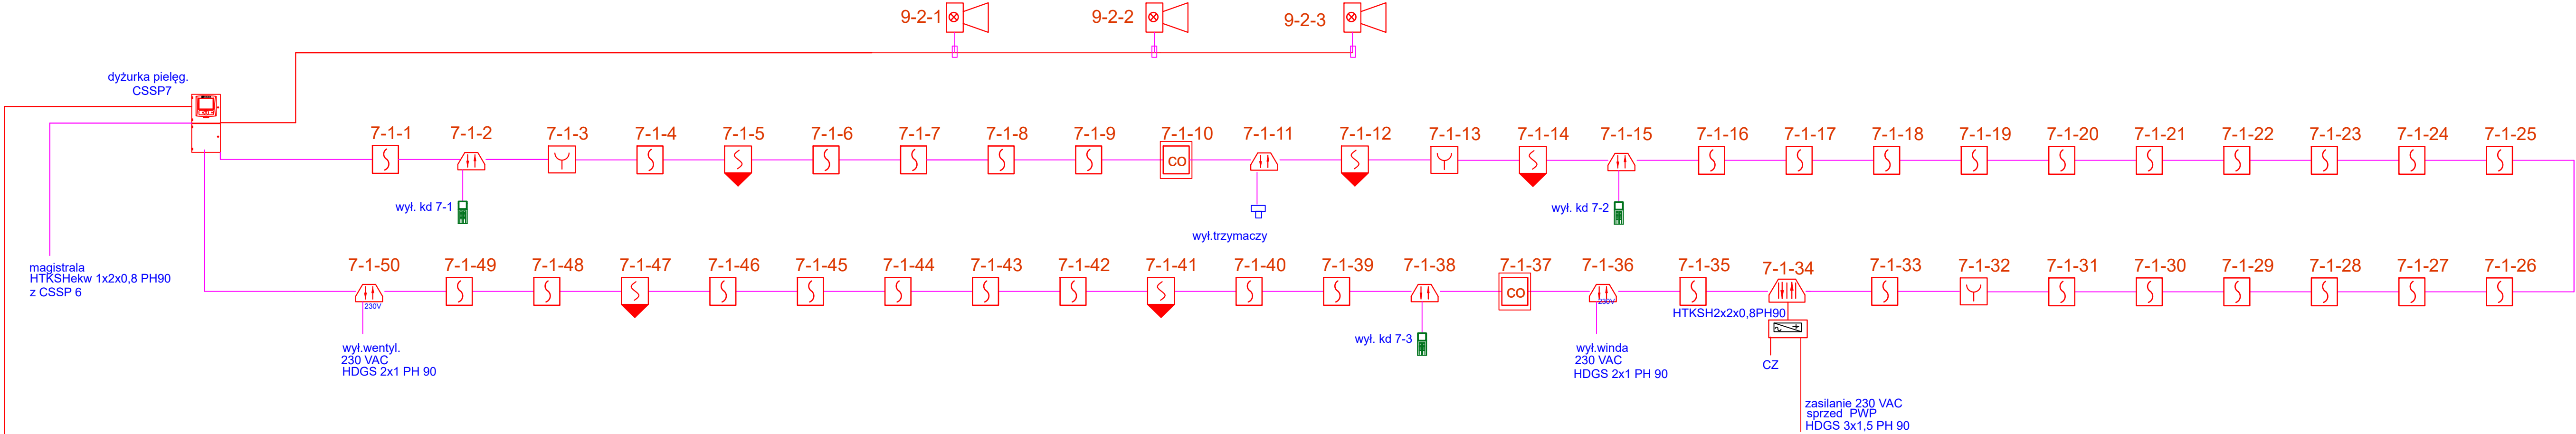 9-2-1 9-2-2 9-2-3
dyżurka pielęg.
CSSP7
7-1-1 7-1-2 7-1-3 7-1-4 7-1-5 7-1-6 7-1-7 7-1-8 7-1-9 7-1-10 7-1-11 7-1-12 7-1-13 7-1-14 7-1-15 7-1-16 7-1-17 7-1-18 7-1-19 7-1-20 7-1-21 7-1-22 7-1-23 7-1-24 7-1-25
CO
wył. kd 7-1
wył.trzymaczy
wył. kd 7-2
magistrala
HTKSHekw 1x2x0,8 PH90
z CSSP 6
7-1-50 7-1-49 7-1-48 7-1-47 7-1-46 7-1-45 7-1-44 7-1-43 7-1-42 7-1-41 7-1-40 7-1-39 7-1-38 7-1-37 7-1-36 7-1-35 7-1-34 7-1-33 7-1-32 7-1-31 7-1-30 7-1-29 7-1-28 7-1-27 7-1-26
CO
230V
230V
wył.wentyl.
230 VAC
HDGS 2x1 PH 90
wył. kd 7-3
wył.winda
230 VAC
HDGS 2x1 PH 90
HTKSH2x2x0,8PH90
CZ
zasilanie 230 VAC
sprzed PWP
HDGS 3x1,5 PH 90